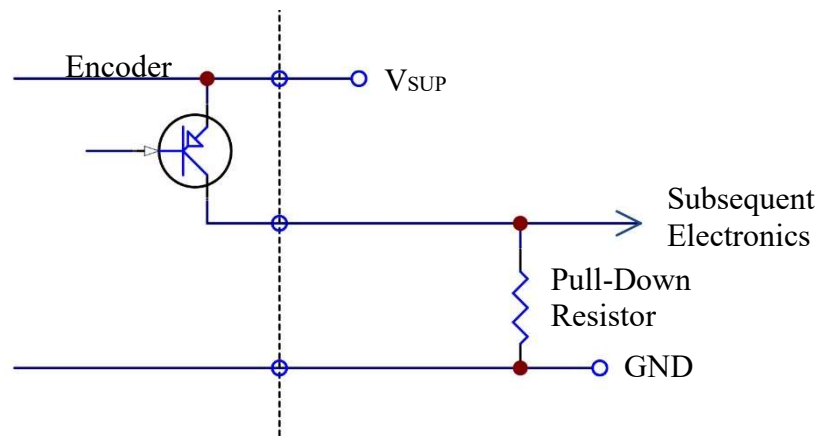 Encoder
VSUP
Subsequent
Electronics
Pull-Down
Resistor
GND